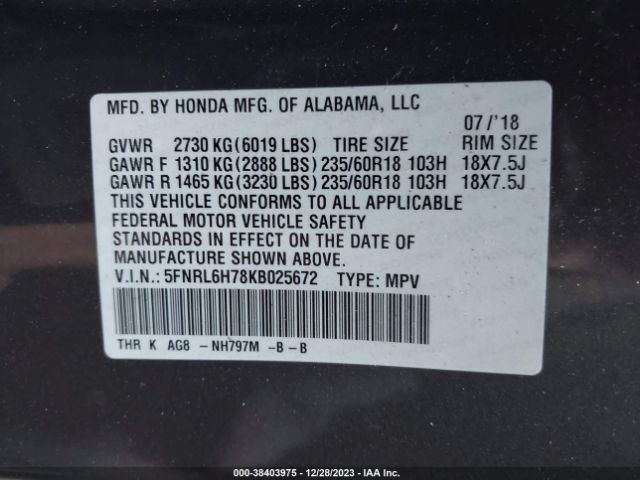 MFD. BY HONDA MFG. OF ALABAMA, LLC
07 / '18
GVWR 2730 KG(6019 LBS) TIRE SIZE RIM SIZE
GAWR F 1310 KG(2888 LBS) 235/60R18 103H 18X7.5J
GAWR R 1465 KG(3230 LBS) 235/60R18 103H 18X7.5J
THIS VEHICLE CONFORMS TO ALL APPLICABLE
FEDERAL MOTOR VEHICLE SAFETY
STANDARDS IN EFFECT ON THE DATE OF
MANUFACTURE SHOWN ABOVE.
V.I.N.: 5FNRL6H78KB025672 TYPE: MPV
THR K AG8 – NH797M –B – B
000-38403975 - 12/28/2023 - IAA Inc.